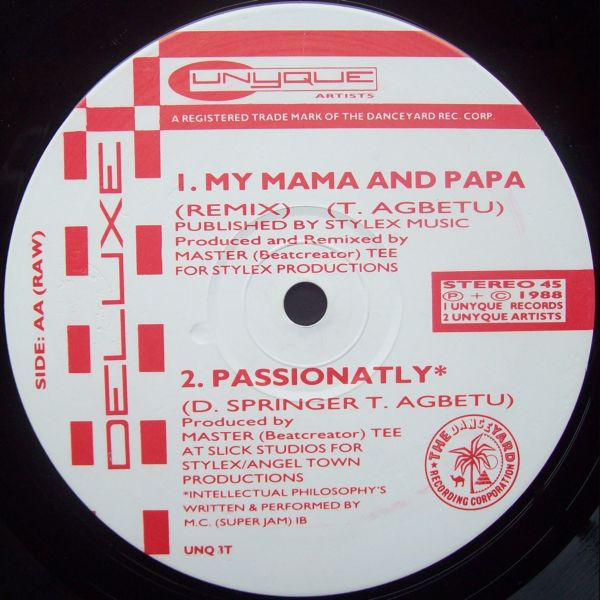 UNYQUE
ARTISTS
A REGISTERED TRADE MARK OF THE DANCEYARD REC. CORP.
DELUXE
SIDE: AA (RAW)
1. MY MAMA AND PAPA
(REMIX) (T. AGBETU)
PUBLISHED BY STYLEX MUSIC
Produced and Remixed by
MASTER (Beatcreator) TEE
FOR STYLEX PRODUCTIONS
STEREO 45
Ⓟ + © 1988
1 UNYQUE RECORDS
2 UNYQUE ARTISTS
2. PASSIONATLY*
(D. SPRINGER T. AGBETU)
Produced by
MASTER (Beatcreator) TEE
AT SLICK STUDIOS FOR
STYLEX/ANGEL TOWN
PRODUCTIONS
*INTELLECTUAL PHILOSOPHY'S
WRITTEN & PERFORMED BY
M.C. (SUPER JAM) IB
UNQ 3T
THE DANCEYARD
RECORDING CORPORATION